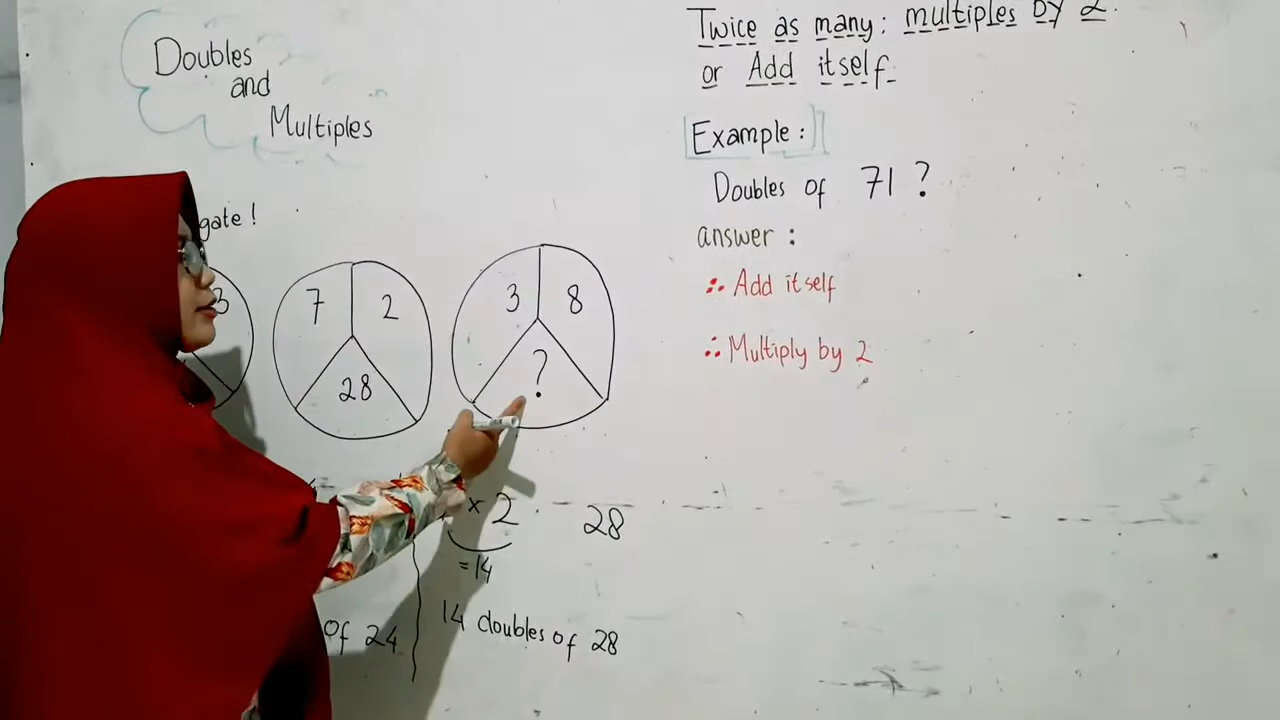 Doubles
and
Multiples
gate !
3
7 2
28
3 8
?
× 2 28
= 14
of 24
14 doubles of 28
Twice as many : multiples by 2.
or Add itself.
Example :
Doubles of 71 ?
answer :
∴ Add itself
∴ Multiply by 2